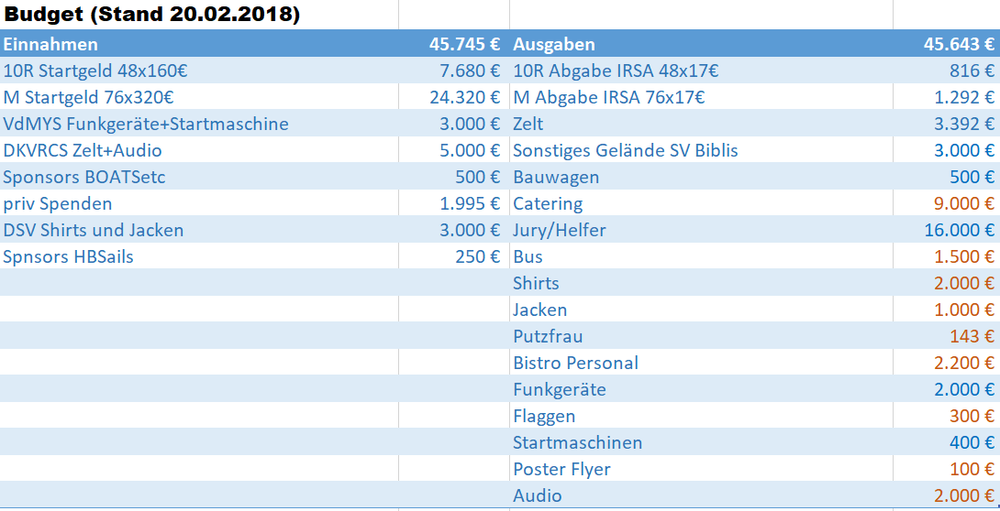 Budget (Stand 20.02.2018)
Einnahmen 45.745 € Ausgaben 45.643 €
10R Startgeld 48x160€ 7.680 € 10R Abgabe IRSA 48x17€ 816 €
M Startgeld 76x320€ 24.320 € M Abgabe IRSA 76x17€ 1.292 €
VdMYS Funkgeräte+Startmaschine 3.000 € Zelt 3.392 €
DKVRCS Zelt+Audio 5.000 € Sonstiges Gelände SV Biblis 3.000 €
Sponsors BOATSetc 500 € Bauwagen 500 €
priv Spenden 1.995 € Catering 9.000 €
DSV Shirts und Jacken 3.000 € Jury/Helfer 16.000 €
Spnsors HBSails 250 € Bus 1.500 €
Shirts 2.000 €
Jacken 1.000 €
Putzfrau 143 €
Bistro Personal 2.200 €
Funkgeräte 2.000 €
Flaggen 300 €
Startmaschinen 400 €
Poster Flyer 100 €
Audio 2.000 €